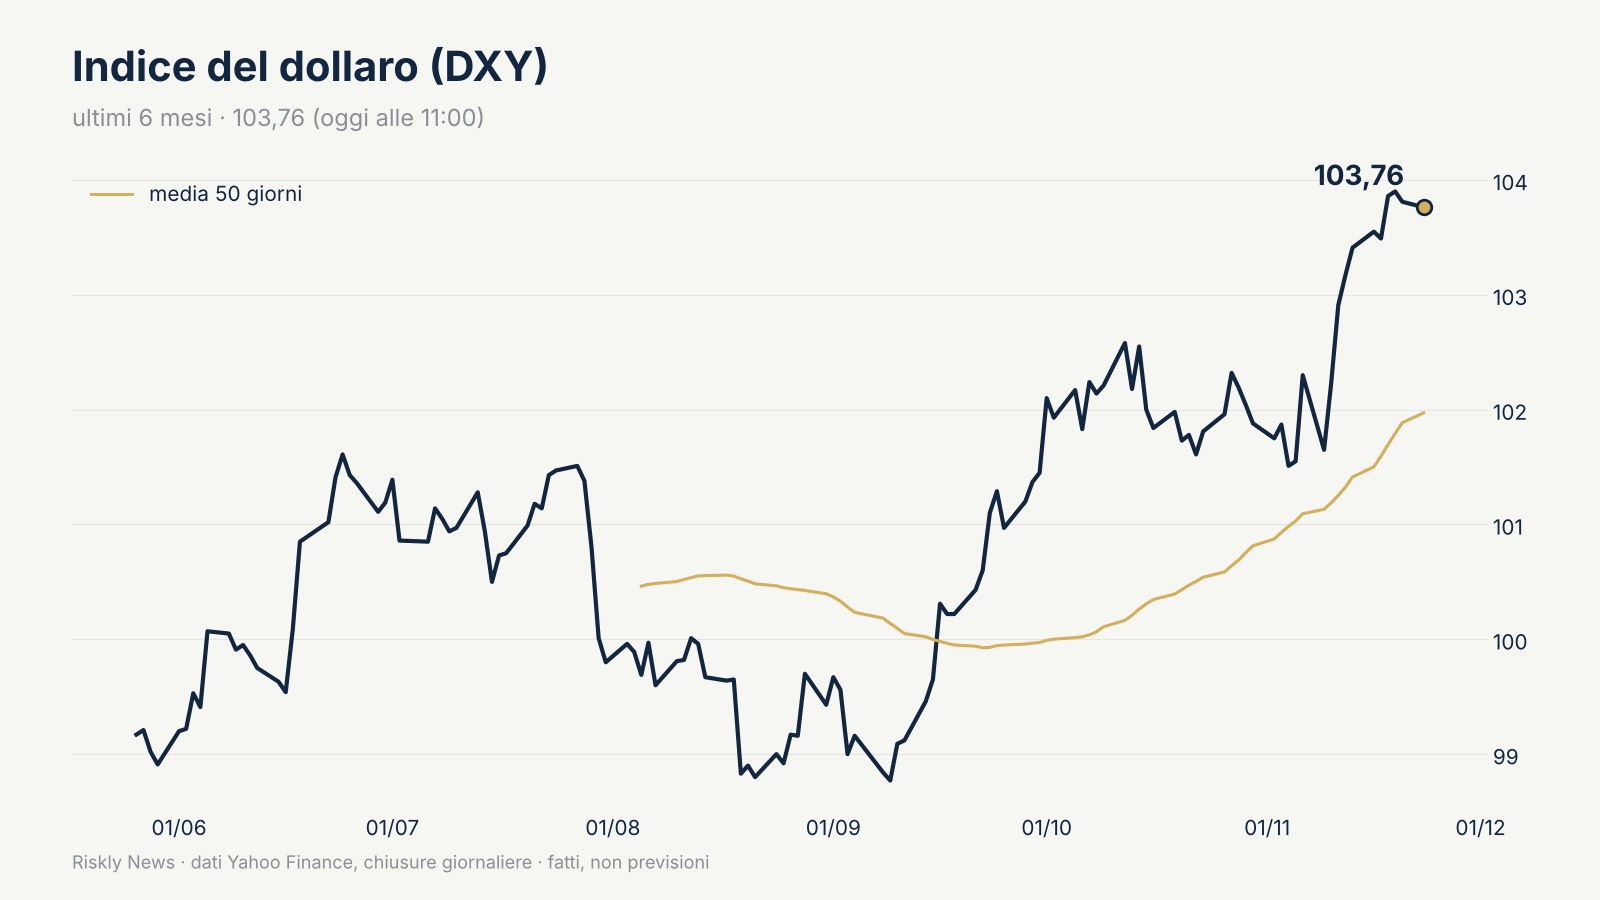 Indice del dollaro (DXY)
ultimi 6 mesi · 103,76 (oggi alle 11:00)
media 50 giorni
103,76
104
103
102
101
100
99
01/06 01/07 01/08 01/09 01/10 01/11 01/12
Riskly News · dati Yahoo Finance, chiusure giornaliere · fatti, non previsioni